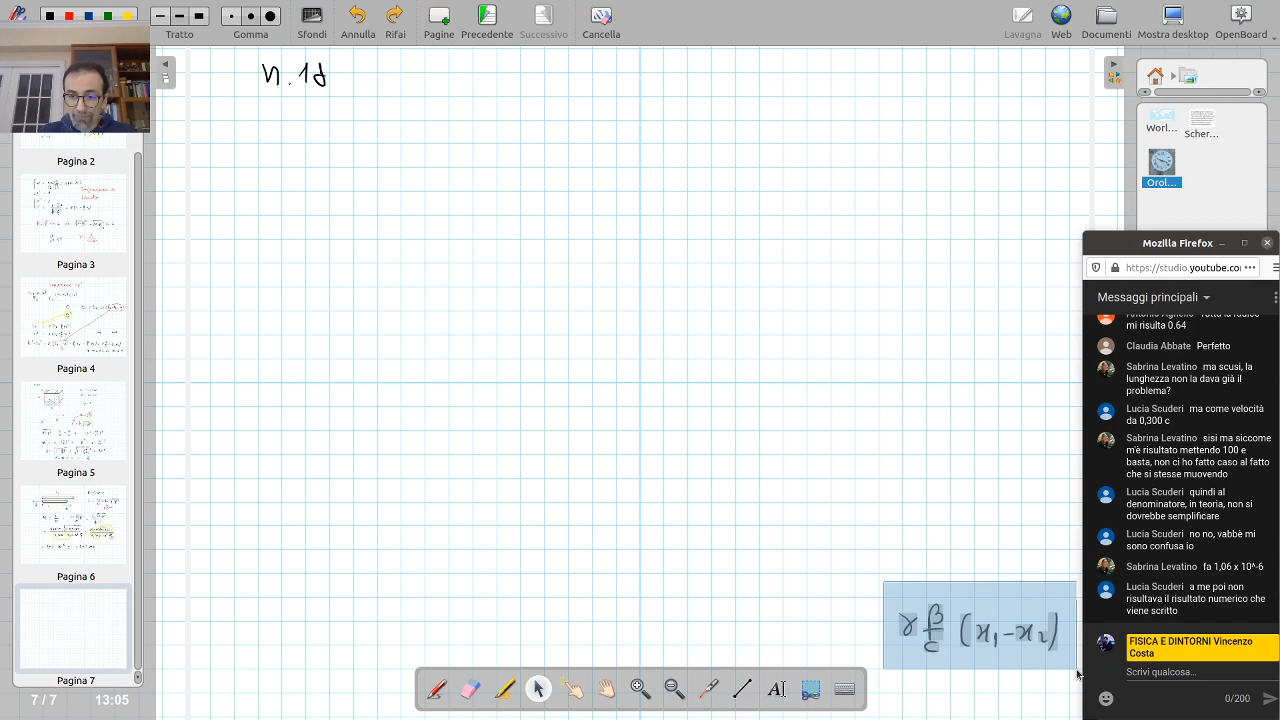 Tratto
Gomma
Sfondi
Annulla
Rifai
Pagine
Precedente
Successivo
Cancella
Lavagna
Web
Documenti
Mostra desktop
OpenBoard
n. 18
Pagina 2
Pagina 3
Pagina 4
Pagina 5
Pagina 6
Pagina 7
7 / 7
13:05
γ β/c (x₁-x₂)
Worl...
Scher...
Orol...
Mozilla Firefox
https://studio.youtube.co
Messaggi principali
mi risulta 0.64
Claudia Abbate Perfetto
Sabrina Levatino ma scusi, la
lunghezza non la dava già il
problema?
Lucia Scuderi ma come velocità
da 0,300 c
Sabrina Levatino sisi ma siccome
m'è risultato mettendo 100 e
basta, non ci ho fatto caso al fatto
che si stesse muovendo
Lucia Scuderi quindi al
denominatore, in teoria, non si
dovrebbe semplificare
Lucia Scuderi no no, vabbè mi
sono confusa io
Sabrina Levatino fa 1,06 x 10^-6
Lucia Scuderi a me poi non
risultava il risultato numerico che
viene scritto
FISICA E DINTORNI Vincenzo
Costa
Scrivi qualcosa...
0/200